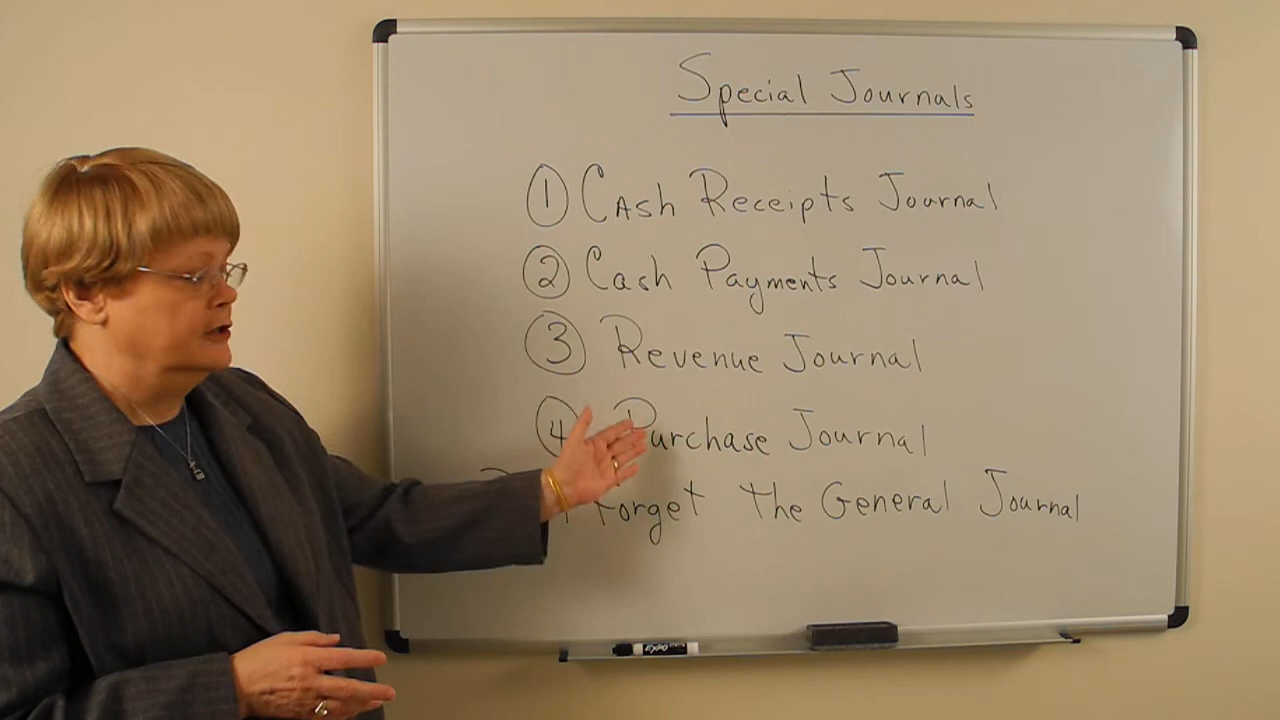 Special Journals
① Cash Receipts Journal
② Cash Payments Journal
③ Revenue Journal
④ Purchase Journal
Forget the General Journal
EXPO